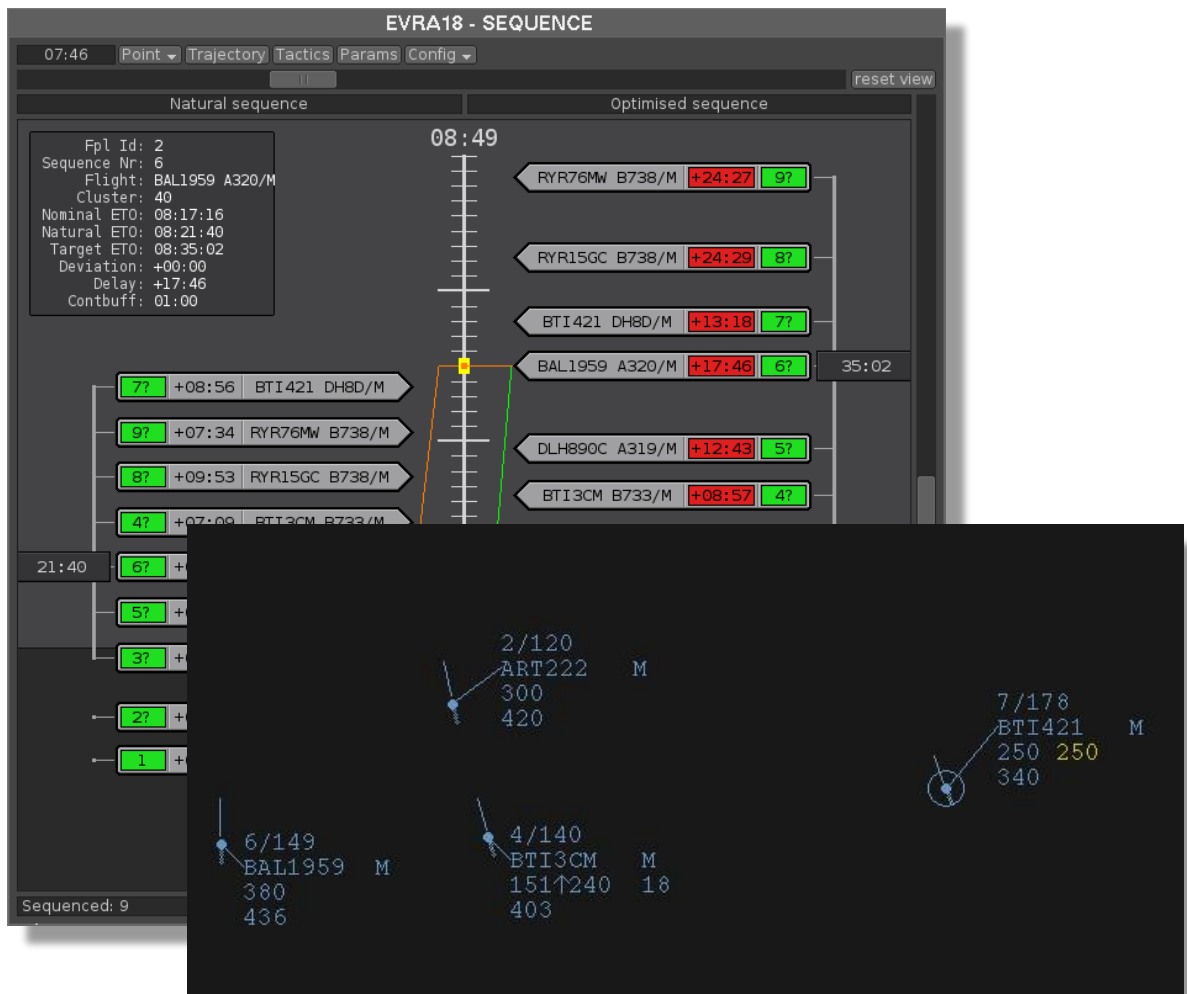 EVRA18 - SEQUENCE
07:46 Point Trajectory Tactics Params Config
reset view
Natural sequence Optimised sequence
08:49
Fpl Id: 2
Sequence Nr: 6
Flight: BAL1959 A320/M
Cluster: 40
Nominal ETO: 08:17:16
Natural ETO: 08:21:40
Target ETO: 08:35:02
Deviation: +00:00
Delay: +17:46
Contbuff: 01:00
RYR76MW B738/M +24:27 9?
RYR15GC B738/M +24:29 8?
BTI421 DH8D/M +13:18 7?
BAL1959 A320/M +17:46 6? 35:02
DLH890C A319/M +12:43 5?
BTI3CM B733/M +08:57 4?
7? +08:56 BTI421 DH8D/M
9? +07:34 RYR76MW B738/M
8? +09:53 RYR15GC B738/M
4? +07:09 BTI3CM B733/M
21:40 6? +
5? +
3? +
2? +
1 +
Sequenced: 9
2/120
ART222 M
300
420
7/178
BTI421 M
250 250
340
6/149
BAL1959 M
380
436
4/140
BTI3CM M
151↑240 18
403